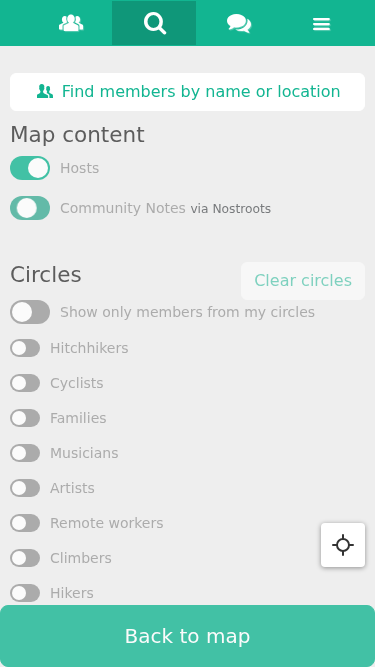 Find members by name or location
Map content
Hosts
Community Notes via Nostroots
Circles
Clear circles
Show only members from my circles
Hitchhikers
Cyclists
Families
Musicians
Artists
Remote workers
Climbers
Hikers
Back to map